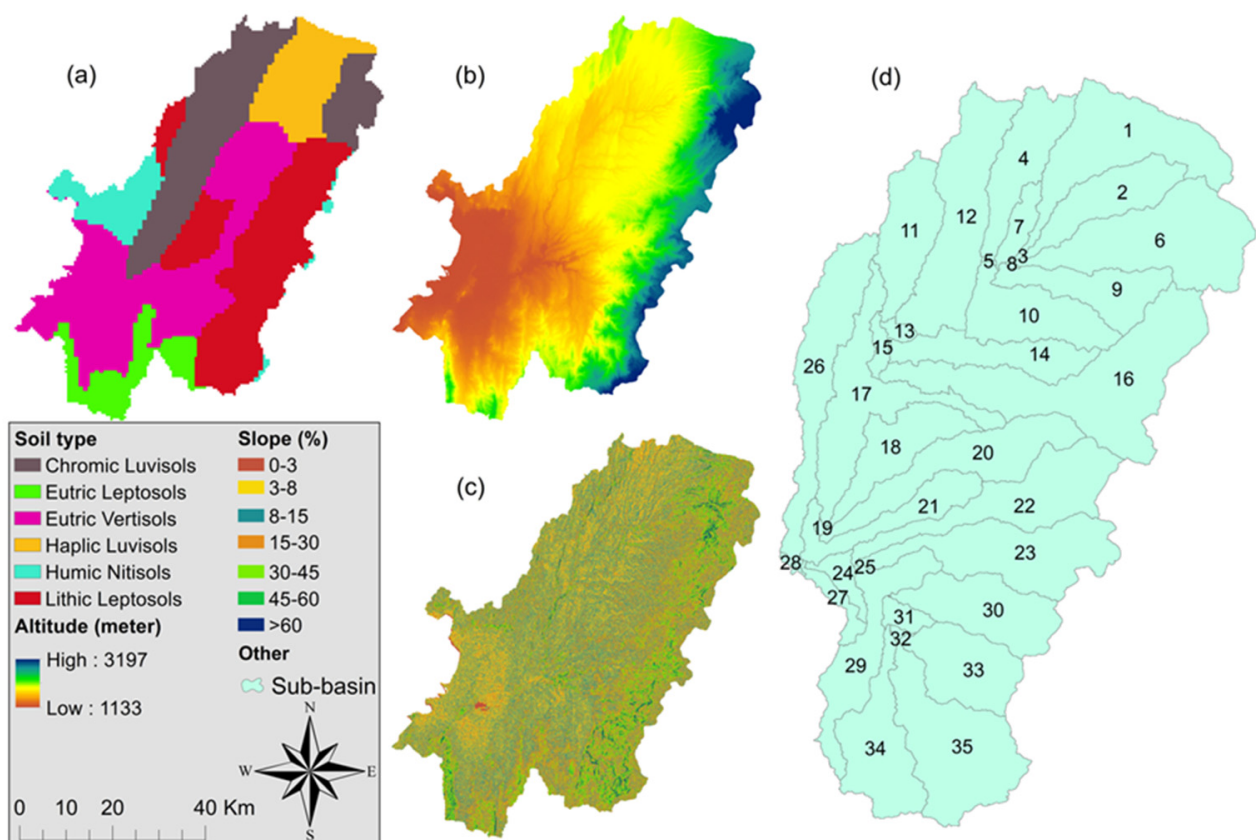 (a)
(b)
(c)
(d)
Soil type
Chromic Luvisols
Eutric Leptosols
Eutric Vertisols
Haplic Luvisols
Humic Nitisols
Lithic Leptosols
Altitude (meter)
High : 3197
Low : 1133
Slope (%)
0-3
3-8
8-15
15-30
30-45
45-60
>60
Other
Sub-basin
N
W E
S
0 10 20 40 Km
1
4
2
11
12
7
6
5 8 3
9
10
13
15
14
26
16
17
18
20
21
22
19
23
28
24 25
27
30
31
32
29
33
34
35